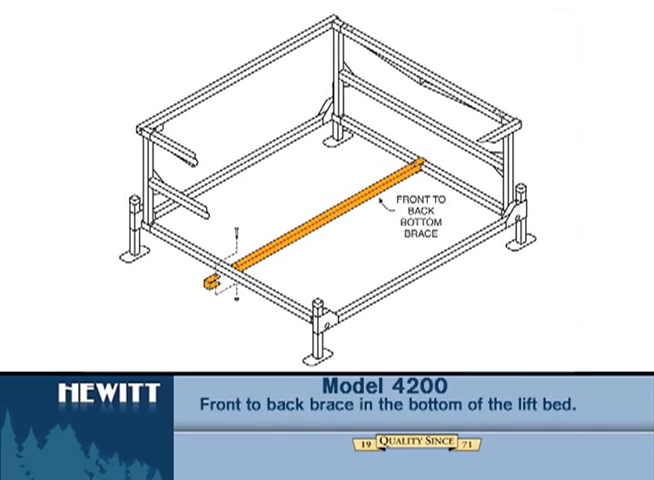 FRONT TO
BACK
BOTTOM
BRACE
HEWITT
Model 4200
Front to back brace in the bottom of the lift bed.
19 QUALITY SINCE 71